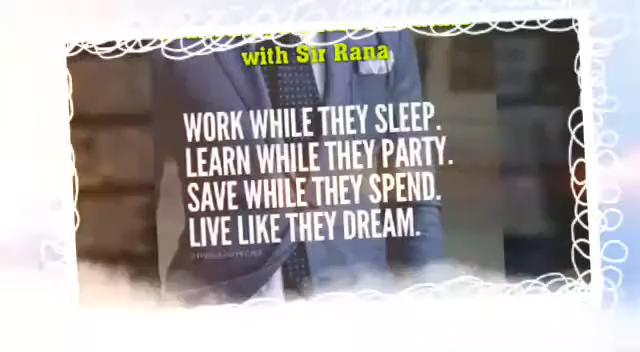 with Sir Rana
WORK WHILE THEY SLEEP.
LEARN WHILE THEY PARTY.
SAVE WHILE THEY SPEND.
LIVE LIKE THEY DREAM.